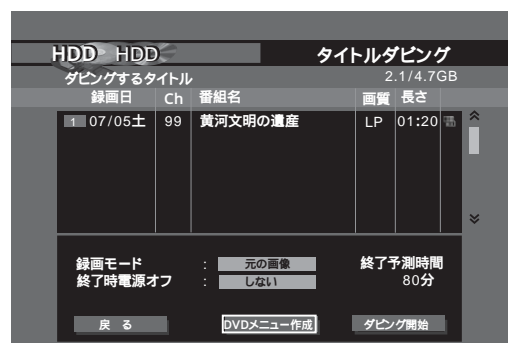 HDD HDD タイトルダビング
ダビングするタイトル 2.1/4.7GB
録画日 Ch 番組名 画質 長さ
1 07/05土 99 黄河文明の遺産 LP 01:20
録画モード : 元の画像 終了予測時間
終了時電源オフ : しない 80分
戻る DVDメニュー作成 ダビング開始